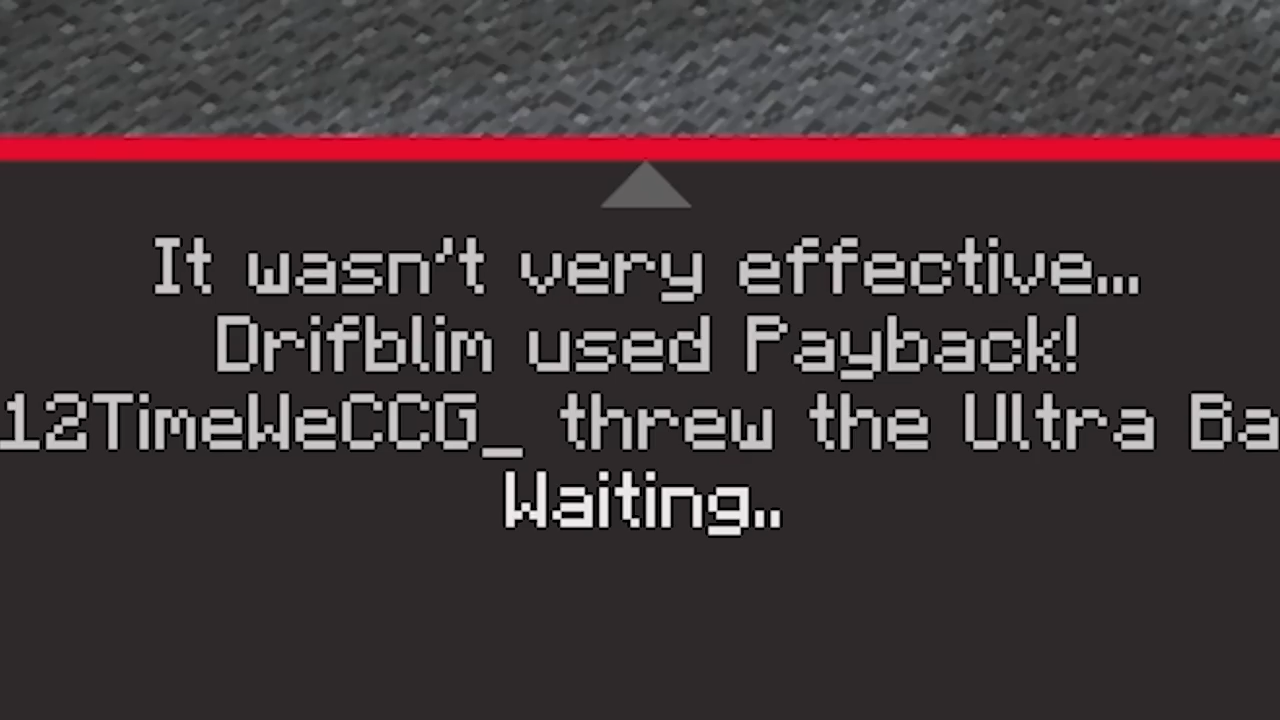 It wasn't very effective...
Drifblim used Payback!
12TimeWeCCG_ threw the Ultra Ba
Waiting..